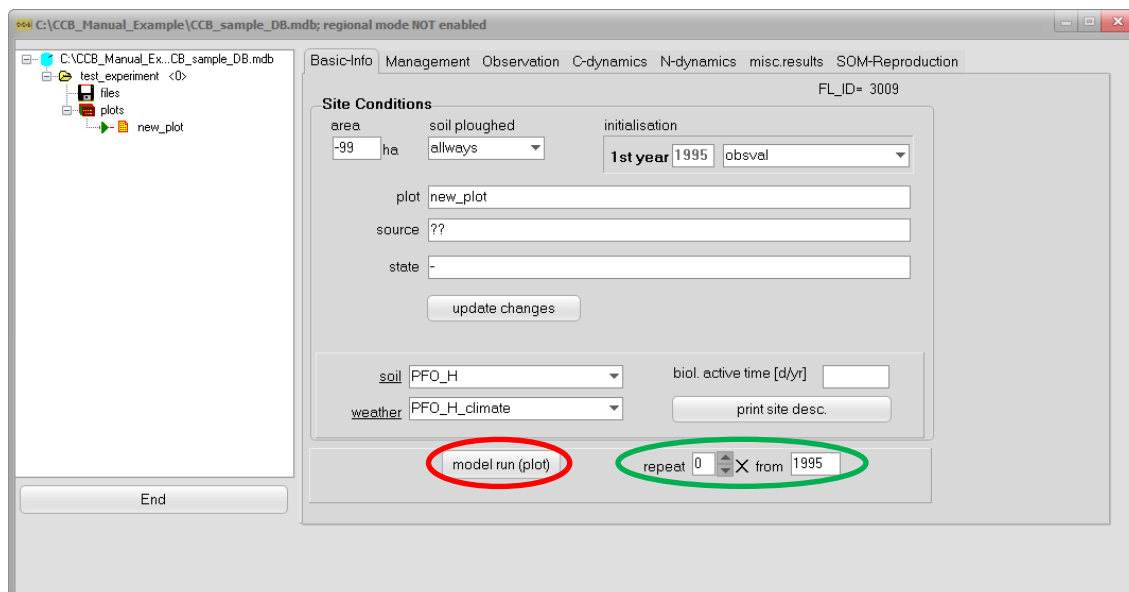 C:\CCB_Manual_Example\CCB_sample_DB.mdb; regional mode NOT enabled
C:\CCB_Manual_Ex...CB_sample_DB.mdb
test_experiment <0>
files
plots
new_plot
End
Basic-Info Management Observation C-dynamics N-dynamics misc.results SOM-Reproduction
FL_ID= 3009
Site Conditions
area soil ploughed initialisation
-99 ha allways 1st year 1995 obsval
plot new_plot
source ??
state -
update changes
soil PFO_H biol. active time [d/yr]
weather PFO_H_climate print site desc.
model run (plot) repeat 0 X from 1995